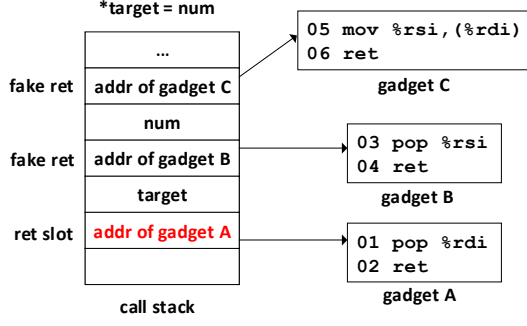 *target = num
...
fake ret
addr of gadget C
num
fake ret
addr of gadget B
target
ret slot
addr of gadget A
call stack
05 mov %rsi,(%rdi)
06 ret
gadget C
03 pop %rsi
04 ret
gadget B
01 pop %rdi
02 ret
gadget A